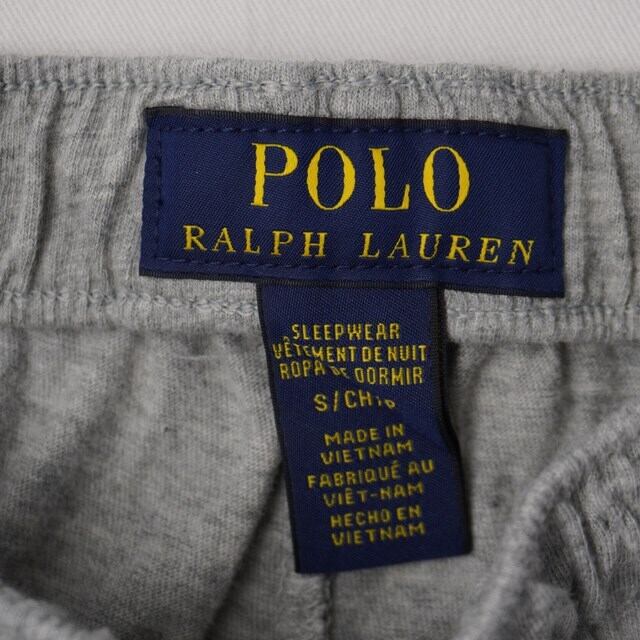 POLO
RALPH LAUREN
SLEEPWEAR
VÊTEMENT DE NUIT
ROPA DE DORMIR
S/CH/P
MADE IN
VIETNAM
FABRIQUÉ AU
VIÊT-NAM
HECHO EN
VIETNAM